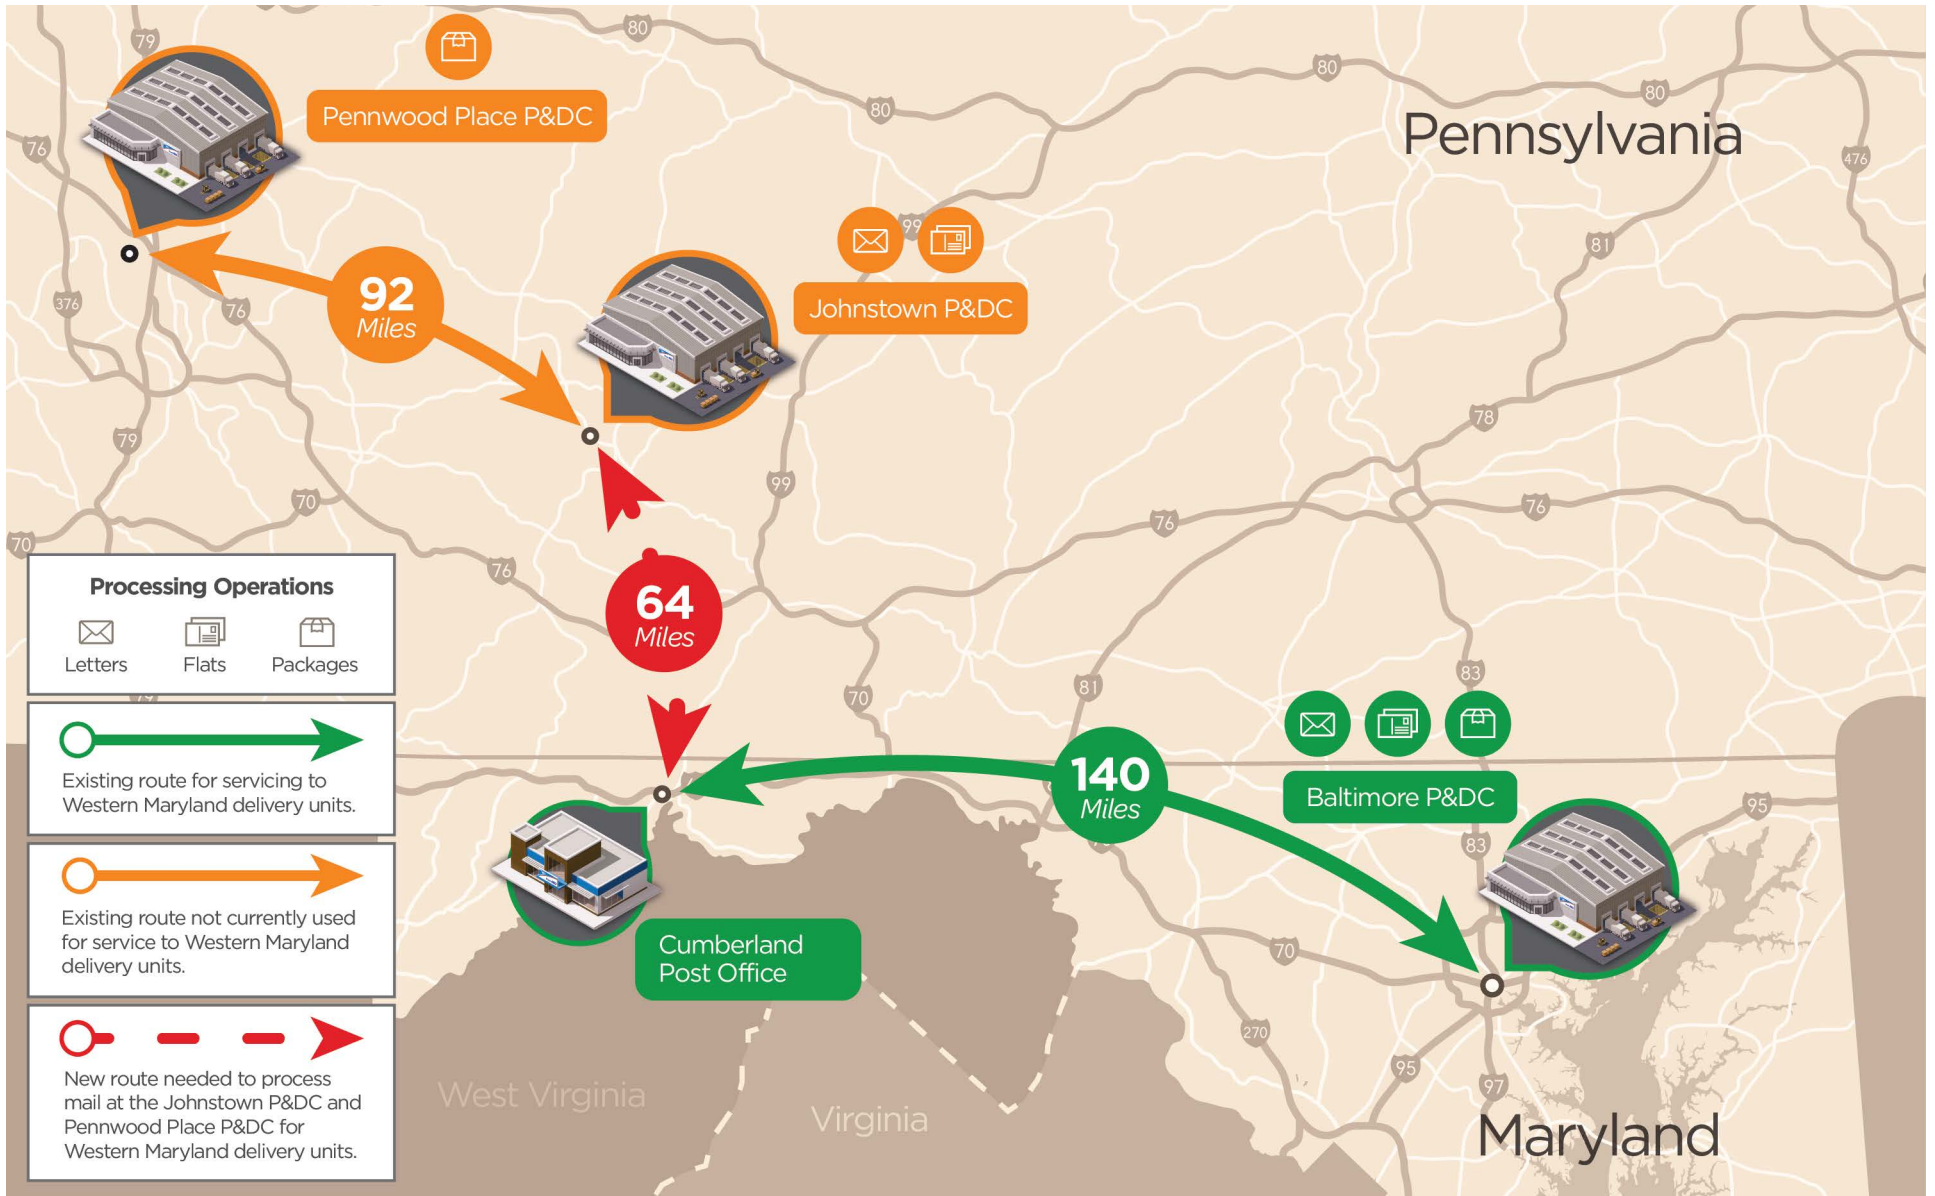 79
80
Pennwood Place P&DC
80
80
80
Pennsylvania
76
476
99
81
Johnstown P&DC
376
76
92
Miles
78
79
99
70
76
76
70
76
64
Miles
81
70
83
Processing Operations
Letters
Flats
Packages
79
Existing route for servicing to
Western Maryland delivery units.
Existing route not currently used
for service to Western Maryland
delivery units.
New route needed to process
mail at the Johnstown P&DC and
Pennwood Place P&DC for
Western Maryland delivery units.
140
Miles
Baltimore P&DC
95
83
Cumberland
Post Office
70
270
95
97
West Virginia
Virginia
Maryland